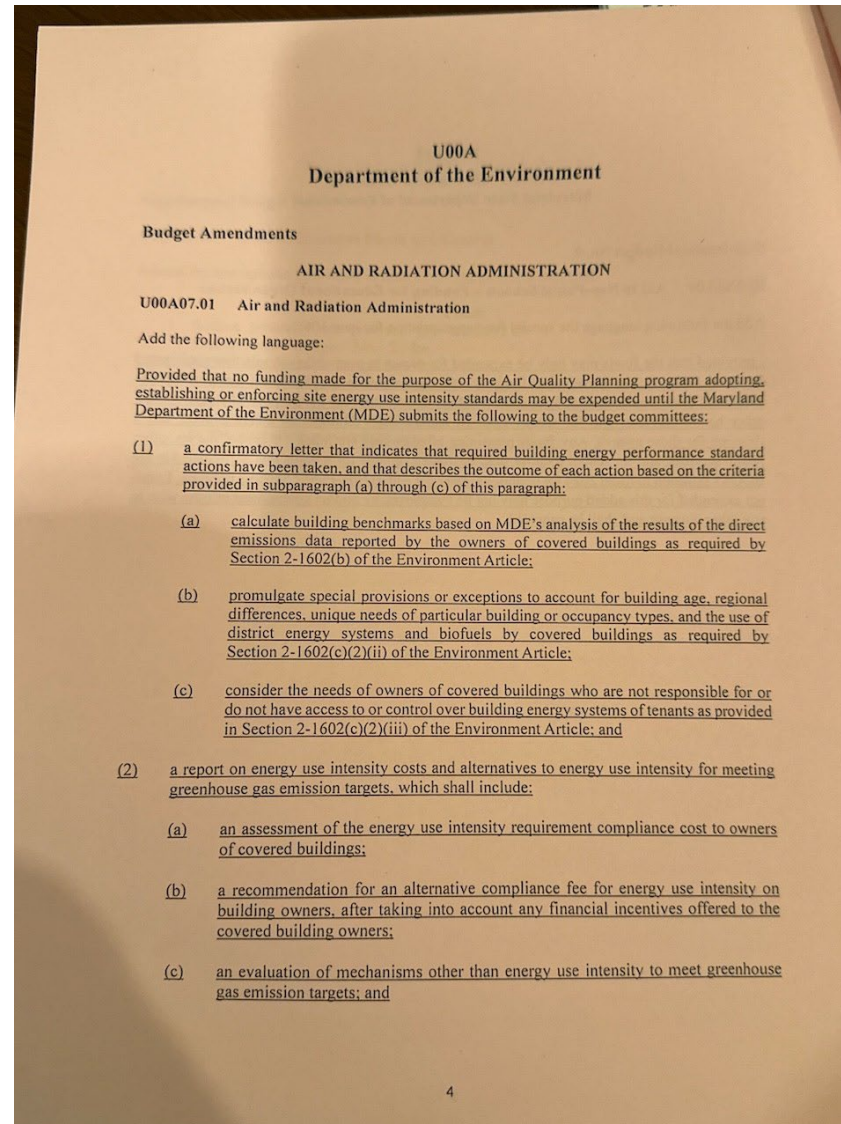 U00A
Department of the Environment
Budget Amendments
AIR AND RADIATION ADMINISTRATION
U00A07.01 Air and Radiation Administration
Add the following language:
Provided that no funding made for the purpose of the Air Quality Planning program adopting,
establishing or enforcing site energy use intensity standards may be expended until the Maryland
Department of the Environment (MDE) submits the following to the budget committees:
(1) a confirmatory letter that indicates that required building energy performance standard
actions have been taken, and that describes the outcome of each action based on the criteria
provided in subparagraph (a) through (c) of this paragraph:
(a) calculate building benchmarks based on MDE's analysis of the results of the direct
emissions data reported by the owners of covered buildings as required by
Section 2-1602(b) of the Environment Article;
(b) promulgate special provisions or exceptions to account for building age, regional
differences, unique needs of particular building or occupancy types, and the use of
district energy systems and biofuels by covered buildings as required by
Section 2-1602(c)(2)(ii) of the Environment Article;
(c) consider the needs of owners of covered buildings who are not responsible for or
do not have access to or control over building energy systems of tenants as provided
in Section 2-1602(c)(2)(iii) of the Environment Article; and
(2) a report on energy use intensity costs and alternatives to energy use intensity for meeting
greenhouse gas emission targets, which shall include:
(a) an assessment of the energy use intensity requirement compliance cost to owners
of covered buildings;
(b) a recommendation for an alternative compliance fee for energy use intensity on
building owners, after taking into account any financial incentives offered to the
covered building owners;
(c) an evaluation of mechanisms other than energy use intensity to meet greenhouse
gas emission targets; and
4